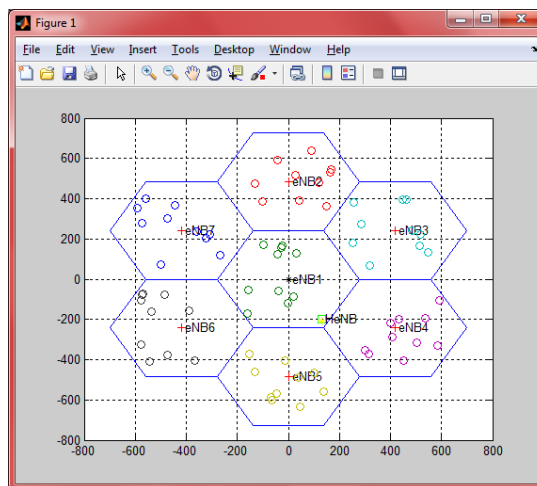 Figure 1
File Edit View Insert Tools Desktop Window Help
800
600
400
200
0
-200
-400
-600
-800
-800 -600 -400 -200 0 200 400 600 800
eNB2
eNB7
eNB3
eNB1
HeNB
eNB6
eNB4
eNB5